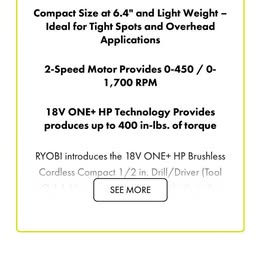 Compact Size at 6.4" and Light Weight –
Ideal for Tight Spots and Overhead
Applications
2-Speed Motor Provides 0-450 / 0-
1,700 RPM
18V ONE+ HP Technology Provides
produces up to 400 in-lbs. of torque
RYOBI introduces the 18V ONE+ HP Brushless
Cordless Compact 1/2 in. Drill/Driver (Tool
SEE MORE